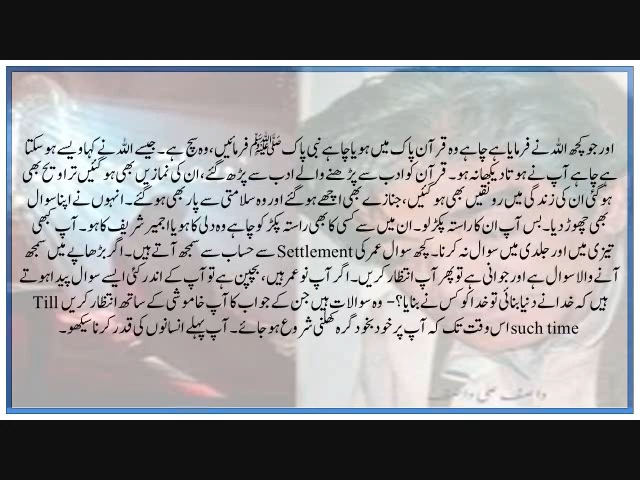 اور جو کچھ اللہ نے فرمایا ہے چاہے وہ قرآن پاک میں ہو یا چاہے نبی پاک ﷺ فرمائیں، وہ سچ ہے۔ جیسے اللہ نے کہا ویسے ہو سکتا
ہے چاہے آپ نے ہوتا دیکھا نہ ہو۔ قرآن کو ادب سے پڑھنے والے ادب سے پڑھ گئے، ان کی نمازیں بھی ہو گئیں تراویح بھی
ہو گئی ان کی زندگی میں رونقیں بھی ہو گئیں، جنازے بھی اچھے ہو گئے اور وہ سلامتی سے پار بھی ہو گئے۔ انہوں نے اپنا سوال
بھی چھوڑ دیا۔ بس آپ ان کا راستہ پکڑ لو۔ ان میں سے کسی کا بھی راستہ پکڑو چاہے وہ دلی کا ہو یا اجمیر شریف کا ہو۔ آپ بھی
تیزی میں اور جلدی میں سوال نہ کرنا۔ کچھ سوال عمر کی Settlement سے حساب سے سمجھ آتے ہیں۔ اگر بڑھاپے میں سمجھ
آنے والا سوال ہے اور جوانی ہے تو پھر آپ انتظار کریں۔ اگر آپ نو عمر ہیں، بچپن ہے تو آپ کے اندر کئی ایسے سوال پیدا ہوتے
ہیں کہ خدا نے دنیا بنائی تو خدا کو کس نے بنایا؟- وہ سوالات ہیں جن کے جواب کا آپ خاموشی کے ساتھ انتظار کریں Till
such time اس وقت تک کہ آپ پر خود بخود گرہ کھلنی شروع ہو جائے۔ آپ پہلے انسانوں کی قدر کرنا سیکھو۔
واصف علی واصف